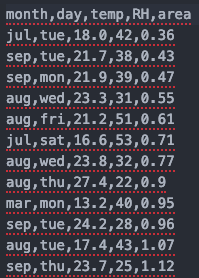 month,day,temp,RH,area
jul,tue,18.0,42,0.36
sep,tue,21.7,38,0.43
sep,mon,21.9,39,0.47
aug,wed,23.3,31,0.55
aug,fri,21.2,51,0.61
jul,sat,16.6,53,0.71
aug,wed,23.8,32,0.77
aug,thu,27.4,22,0.9
mar,mon,13.2,40,0.95
sep,tue,24.2,28,0.96
aug,tue,17.4,43,1.07
sep,thu,23.7,25,1.12